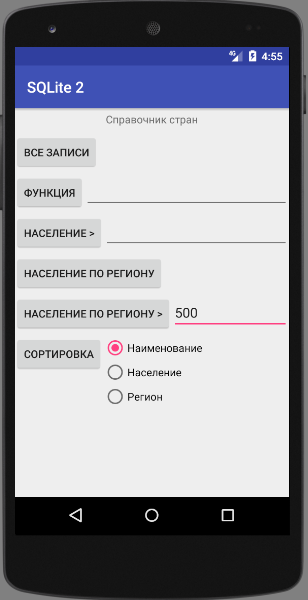 4G 4:55
SQLite 2
Справочник стран
ВСЕ ЗАПИСИ
ФУНКЦИЯ
НАСЕЛЕНИЕ >
НАСЕЛЕНИЕ ПО РЕГИОНУ
НАСЕЛЕНИЕ ПО РЕГИОНУ > 500
СОРТИРОВКА
Наименование
Население
Регион